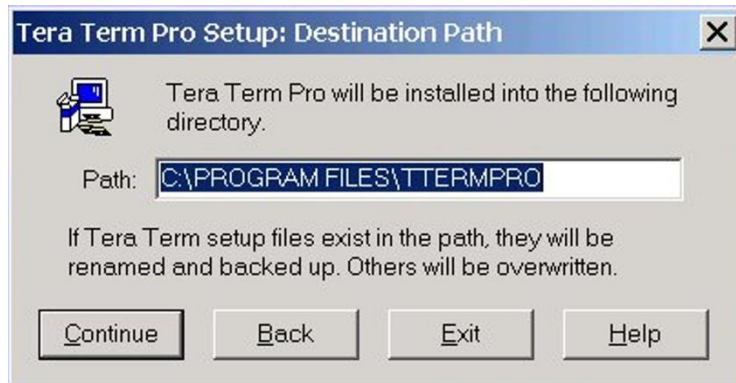 Tera Term Pro Setup: Destination Path
Tera Term Pro will be installed into the following
directory.
Path: C:\PROGRAM FILES\TTERMPRO
If Tera Term setup files exist in the path, they will be
renamed and backed up. Others will be overwritten.
Continue Back Exit Help